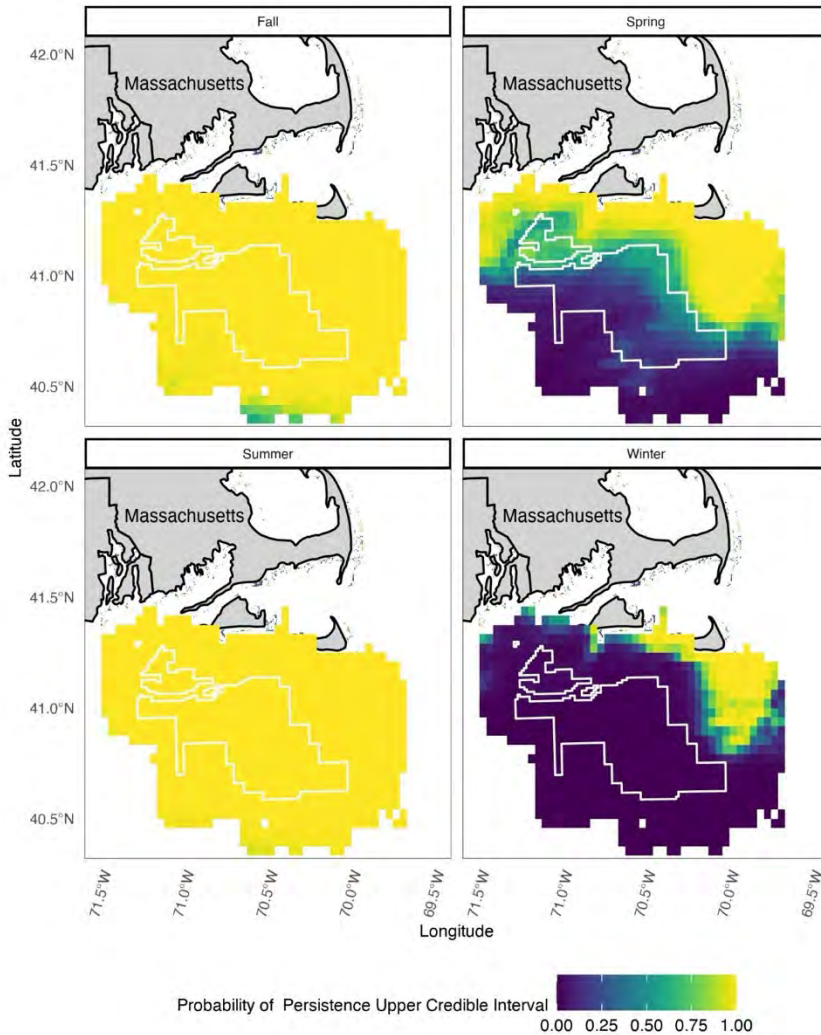 Fall
Spring
42.0°N
41.5°N
41.0°N
40.5°N
Massachusetts
Massachusetts
Latitude
Summer
Winter
42.0°N
41.5°N
41.0°N
40.5°N
Massachusetts
Massachusetts
71.5°W
71.0°W
70.5°W
70.0°W
69.5°W
71.5°W
71.0°W
70.5°W
70.0°W
69.5°W
Longitude
Probability of Persistence Upper Credible Interval
0.00 0.25 0.50 0.75 1.00